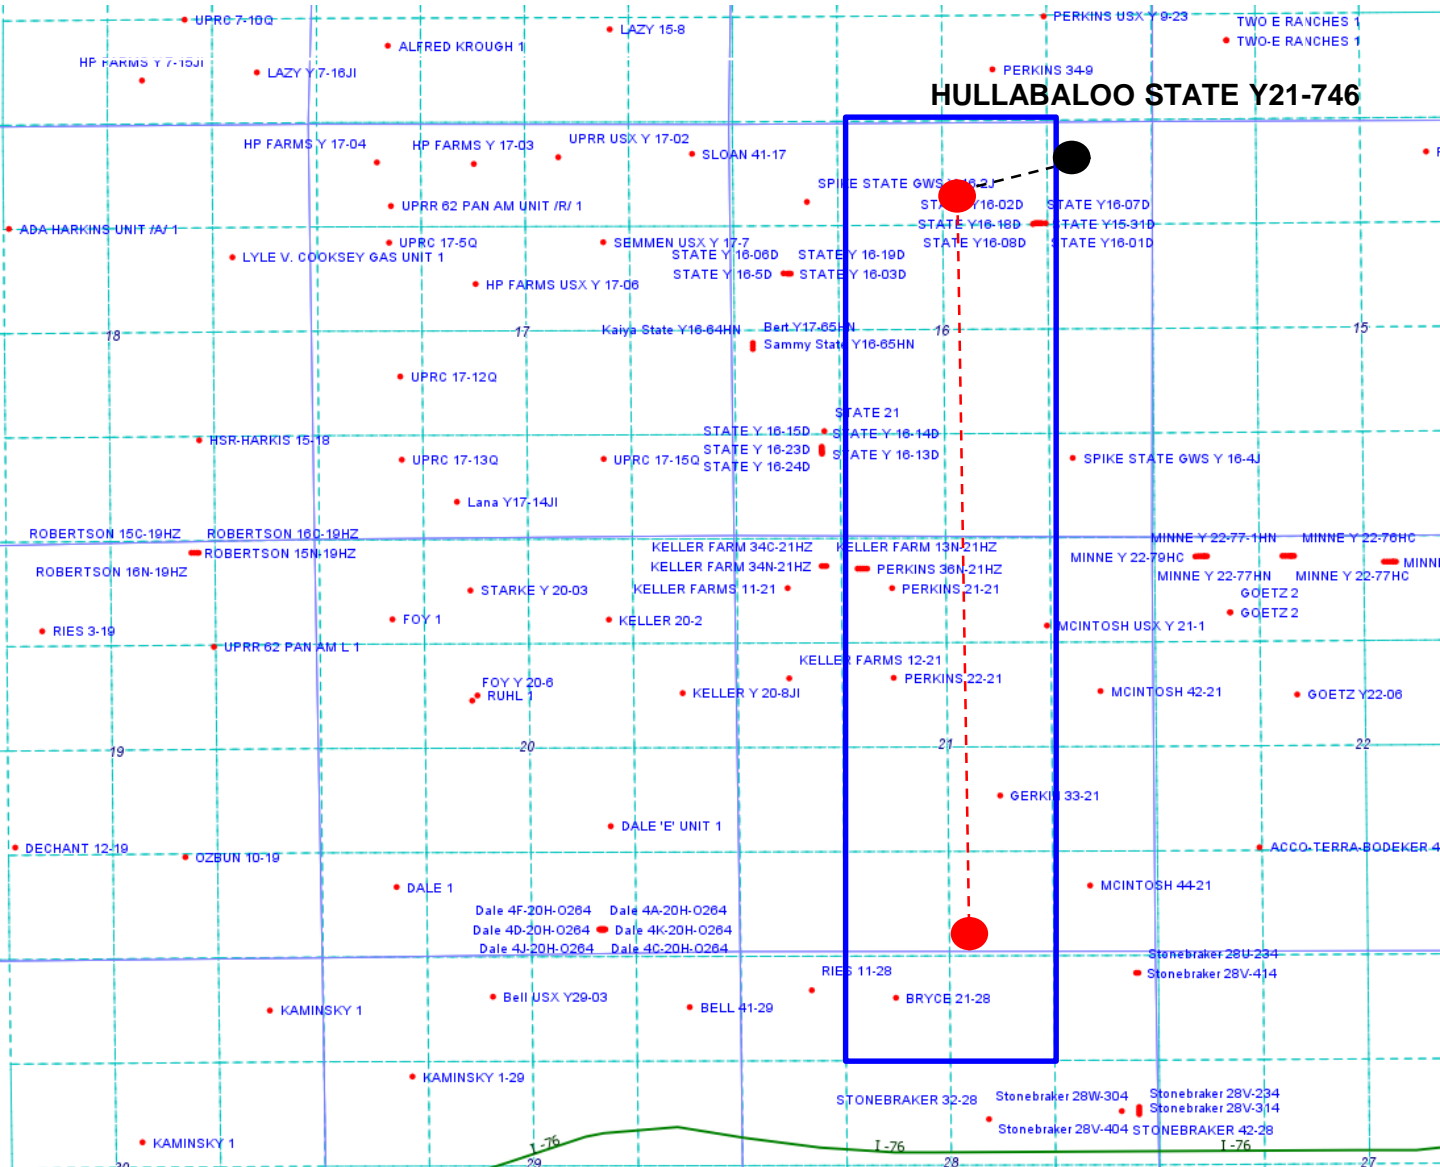 UPRC 7-10Q
PERKINS USX Y 9-23
TWO E RANCHES 1
LAZY 15-8
ALFRED KROUGH 1
TWO-E RANCHES 1
HP FARMS Y 7-15JI
LAZY Y 7-16JI
PERKINS 34-9
HULLABALOO STATE Y21-746
HP FARMS Y 17-04
HP FARMS Y 17-03
UPRR USX Y 17-02
SLOAN 41-17
SPIKE STATE GWS Y 16-2J
UPRR 62 PAN AM UNIT /R/ 1
STATE Y16-02D
STATE Y16-07D
ADA HARKINS UNIT /A/ 1
STATE Y16-18D
STATE Y15-31D
UPRC 17-5Q
SEMMEN USX Y 17-7
STATE Y16-08D
STATE Y16-01D
LYLE V. COOKSEY GAS UNIT 1
STATE Y 16-06D
STATE Y 16-19D
STATE Y 16-5D
STATE Y 16-03D
HP FARMS USX Y 17-06
18
17
Kaiya State Y16-64HN
Bert Y17-65HN
16
15
Sammy State Y16-65HN
UPRC 17-12Q
STATE 21
HSR-HARKIS 15-18
STATE Y 16-15D
STATE Y 16-14D
STATE Y 16-23D
STATE Y 16-13D
UPRC 17-13Q
UPRC 17-15Q
STATE Y 16-24D
SPIKE STATE GWS Y 16-4J
Lana Y17-14JI
ROBERTSON 15C-19HZ
ROBERTSON 16C-19HZ
MINNE Y 22-77-1HN
MINNE Y 22-76HC
ROBERTSON 15N-19HZ
KELLER FARM 34C-21HZ
KELLER FARM 13N-21HZ
MINNE Y 22-79HC
MINNE
ROBERTSON 16N-19HZ
KELLER FARM 34N-21HZ
PERKINS 36N-21HZ
MINNE Y 22-77HN
MINNE Y 22-77HC
STARKE Y 20-03
KELLER FARMS 11-21
PERKINS 21-21
GOETZ 2
GOETZ 2
RIES 3-19
FOY 1
KELLER 20-2
MCINTOSH USX Y 21-1
UPRR 62 PAN AM L 1
KELLER FARMS 12-21
FOY Y 20-6
PERKINS 22-21
RUHL 1
KELLER Y 20-8JI
MCINTOSH 42-21
GOETZ Y22-06
19
20
21
22
GERKIN 33-21
DALE 'E' UNIT 1
DECHANT 12-19
OZBUN 10-19
ACCO-TERRA-BODEKER 4
DALE 1
MCINTOSH 44-21
Dale 4F-20H-O264
Dale 4A-20H-O264
Dale 4D-20H-O264
Dale 4K-20H-O264
Dale 4J-20H-O264
Dale 4C-20H-O264
Stonebraker 28U-234
RIES 11-28
Stonebraker 28V-414
Bell USX Y29-03
BRYCE 21-28
KAMINSKY 1
BELL 41-29
KAMINSKY 1-29
STONEBRAKER 32-28
Stonebraker 28W-304
Stonebraker 28V-234
Stonebraker 28V-314
Stonebraker 28V-404
STONEBRAKER 42-28
KAMINSKY 1
I-76
I-76
I-76
30
29
28
27